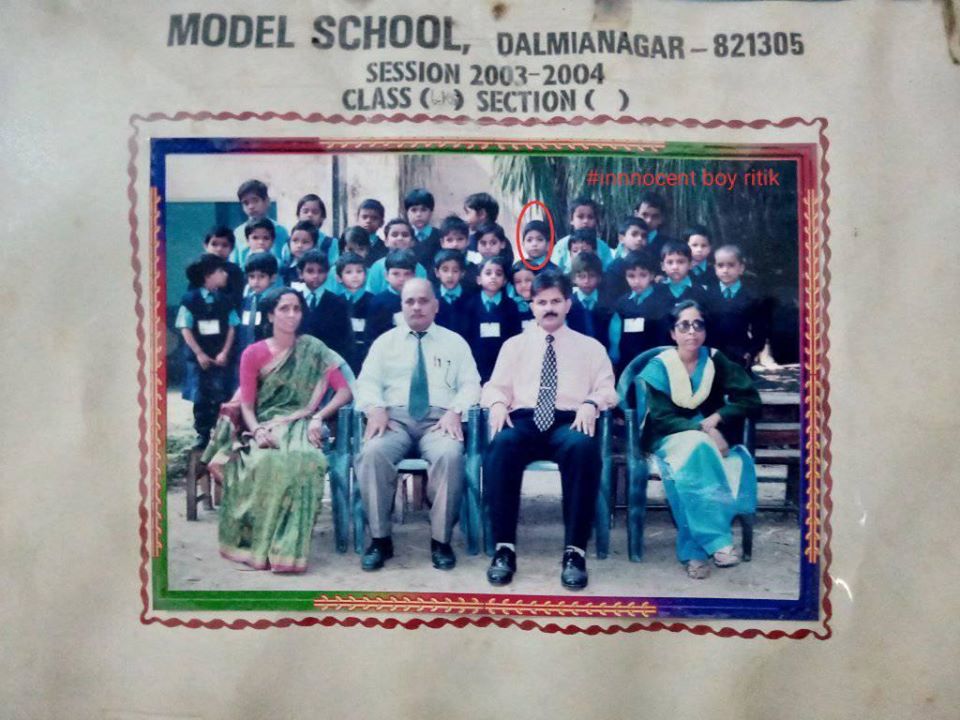 MODEL SCHOOL, DALMIANAGAR - 821305
SESSION 2003-2004
CLASS ( ) SECTION ( )
#innnocent boy ritik